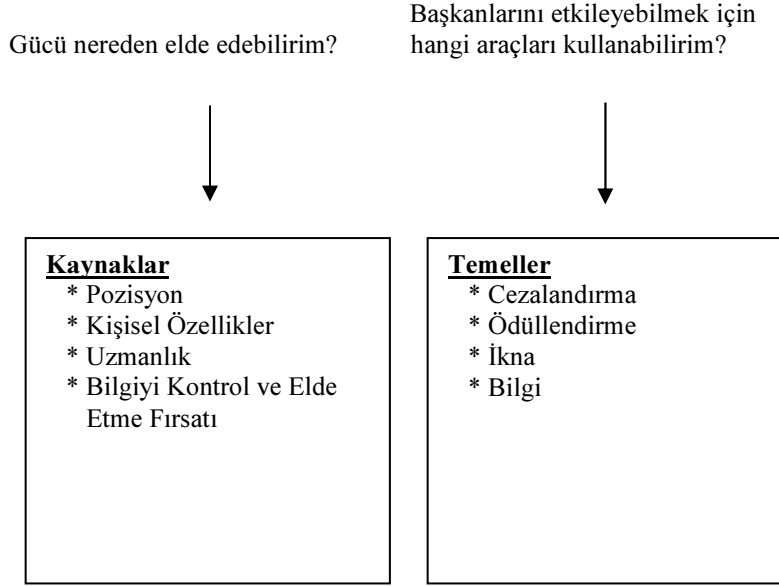 Gücü nereden elde edebilirim?
Başkanlarını etkileyebilmek için
hangi araçları kullanabilirim?
Kaynaklar
* Pozisyon
* Kişisel Özellikler
* Uzmanlık
* Bilgiyi Kontrol ve Elde
Etme Fırsatı
Temeller
* Cezalandırma
* Ödüllendirme
* İkna
* Bilgi